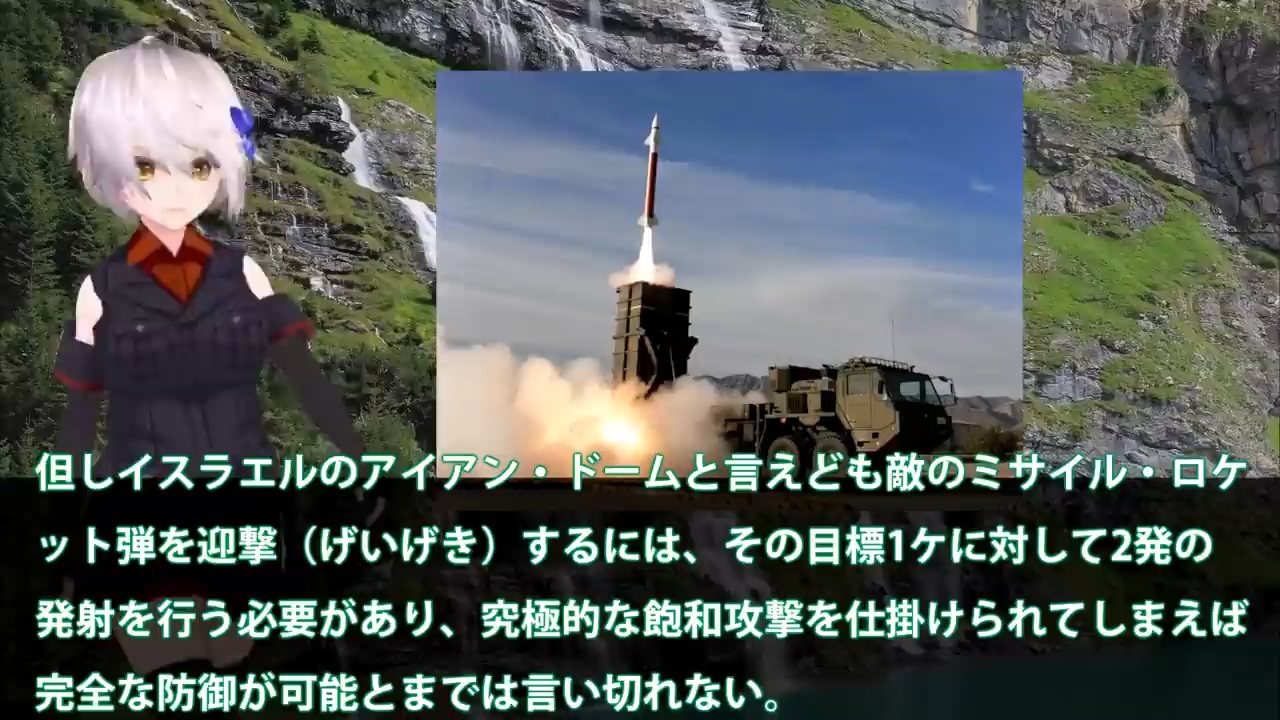 但しイスラエルのアイアン・ドームと言えども敵のミサイル・ロケ
ット弾を迎撃（げいげき）するには、その目標1ケに対して2発の
発射を行う必要があり、究極的な飽和攻撃を仕掛けられてしまえば
完全な防御が可能とまでは言い切れない。